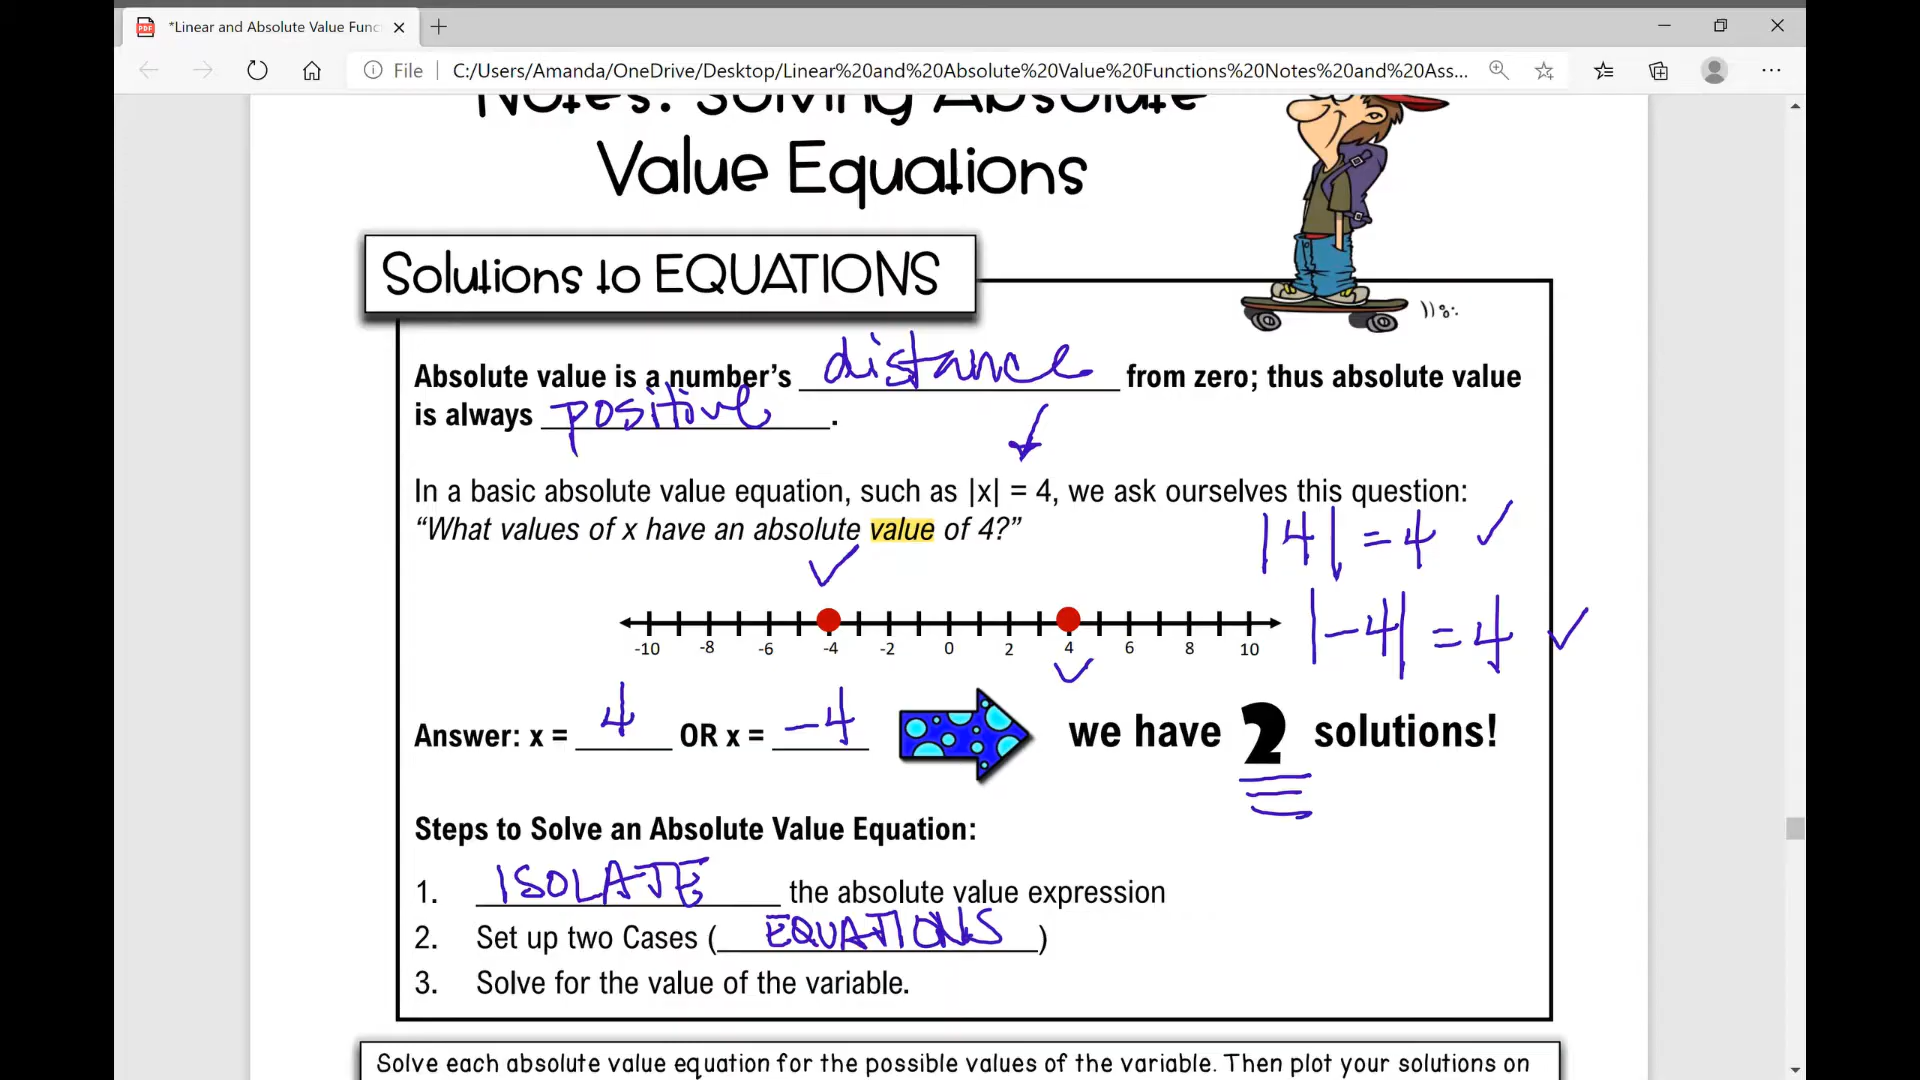 *Linear and Absolute Value Func
File
C:/Users/Amanda/OneDrive/Desktop/Linear%20and%20Absolute%20Value%20Functions%20Notes%20and%20Ass...
Notes: Solving Absolute
Value Equations
Solutions to EQUATIONS
Absolute value is a number's distance from zero; thus absolute value
is always positive.
In a basic absolute value equation, such as |x| = 4, we ask ourselves this question:
"What values of x have an absolute value of 4?"
|4| = 4 ✓
|-4| = 4 ✓
-10 -8 -6 -4 -2 0 2 4 6 8 10
Answer: x = 4 OR x = -4 we have 2 solutions!
Steps to Solve an Absolute Value Equation:
1. ISOLATE the absolute value expression
2. Set up two Cases (EQUATIONS)
3. Solve for the value of the variable.
Solve each absolute value equation for the possible values of the variable. Then plot your solutions on